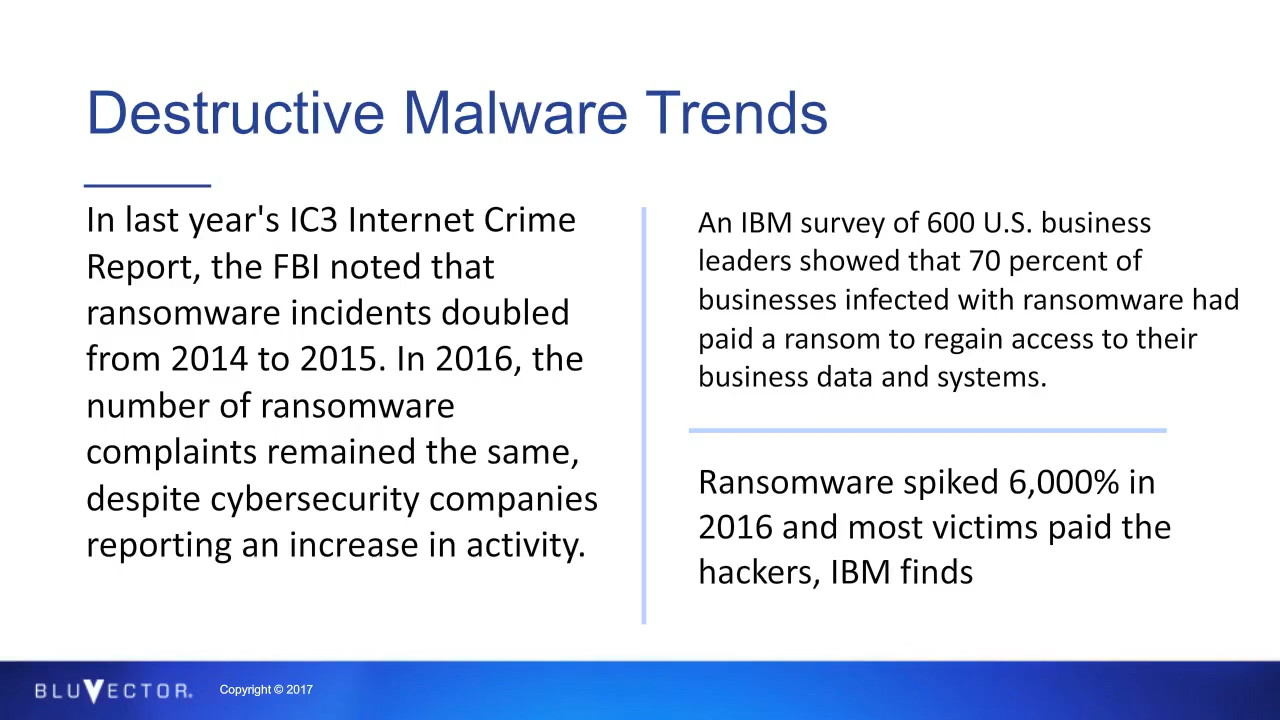 Destructive Malware Trends
In last year's IC3 Internet Crime
Report, the FBI noted that
ransomware incidents doubled
from 2014 to 2015. In 2016, the
number of ransomware
complaints remained the same,
despite cybersecurity companies
reporting an increase in activity.
An IBM survey of 600 U.S. business
leaders showed that 70 percent of
businesses infected with ransomware had
paid a ransom to regain access to their
business data and systems.
Ransomware spiked 6,000% in
2016 and most victims paid the
hackers, IBM finds
BLUVECTOR®
Copyright © 2017